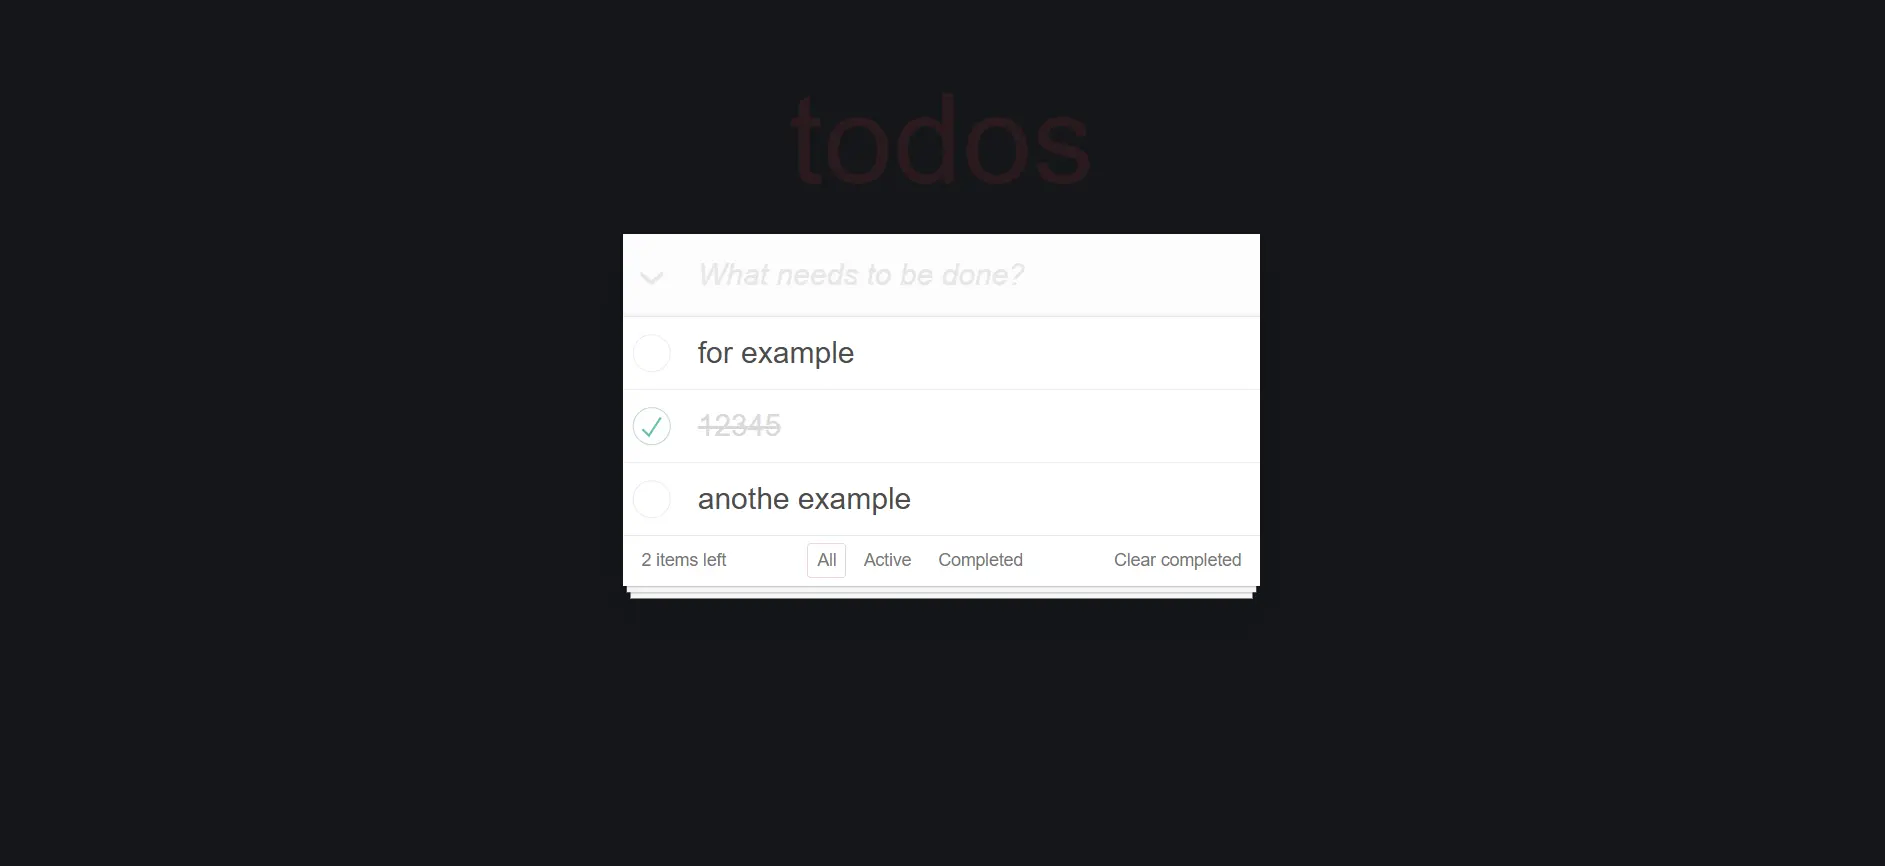 todos
What needs to be done?
for example
12345
anothe example
2 items left All Active Completed Clear completed